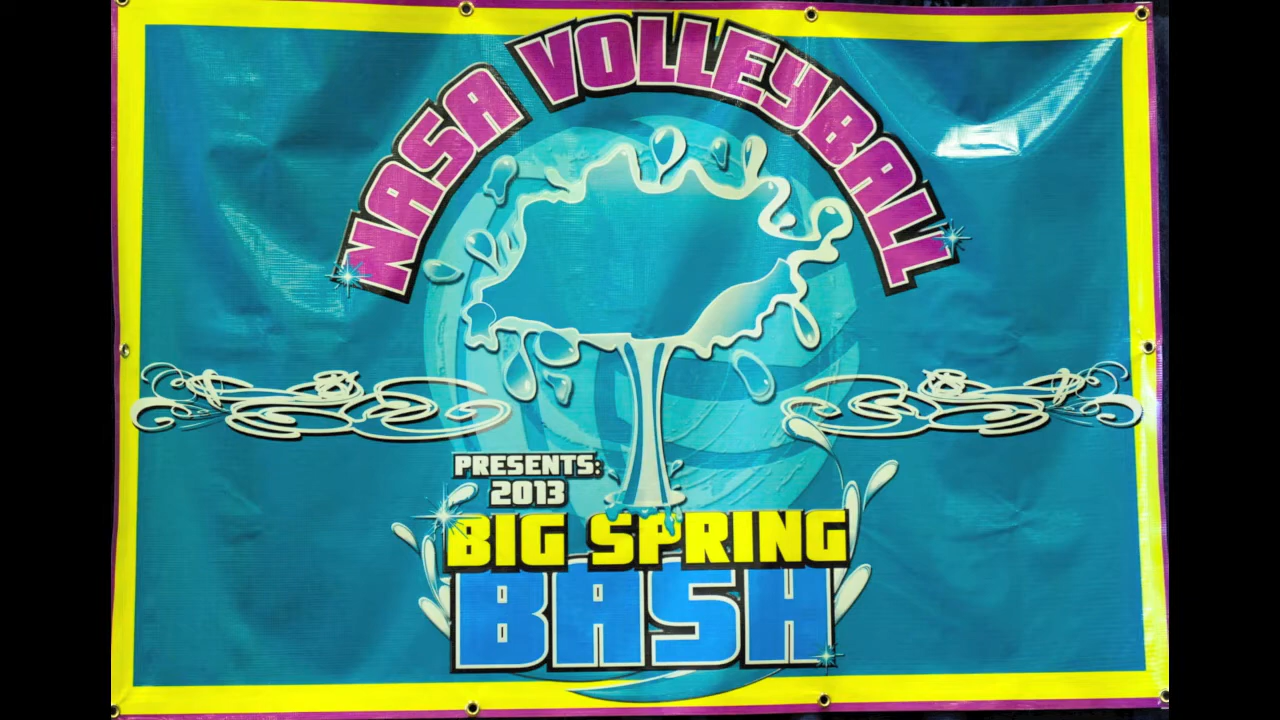 NASA VOLLEYBALL
PRESENTS:
2013
BIG SPRING
BASH